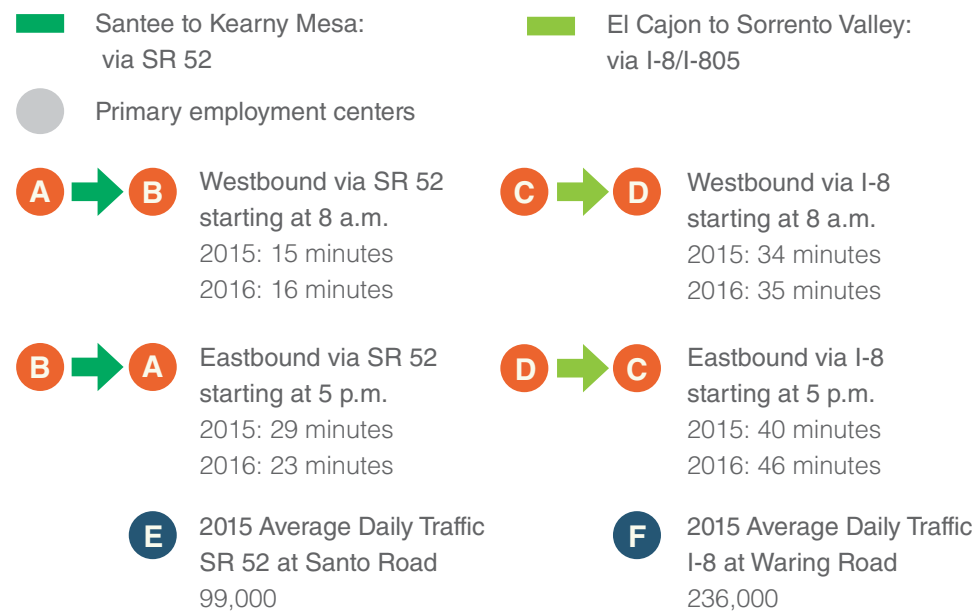 Santee to Kearny Mesa:
via SR 52
El Cajon to Sorrento Valley:
via I-8/I-805
Primary employment centers
A B
Westbound via SR 52
starting at 8 a.m.
2015: 15 minutes
2016: 16 minutes
C D
Westbound via I-8
starting at 8 a.m.
2015: 34 minutes
2016: 35 minutes
B A
Eastbound via SR 52
starting at 5 p.m.
2015: 29 minutes
2016: 23 minutes
D C
Eastbound via I-8
starting at 5 p.m.
2015: 40 minutes
2016: 46 minutes
E
2015 Average Daily Traffic
SR 52 at Santo Road
99,000
F
2015 Average Daily Traffic
I-8 at Waring Road
236,000